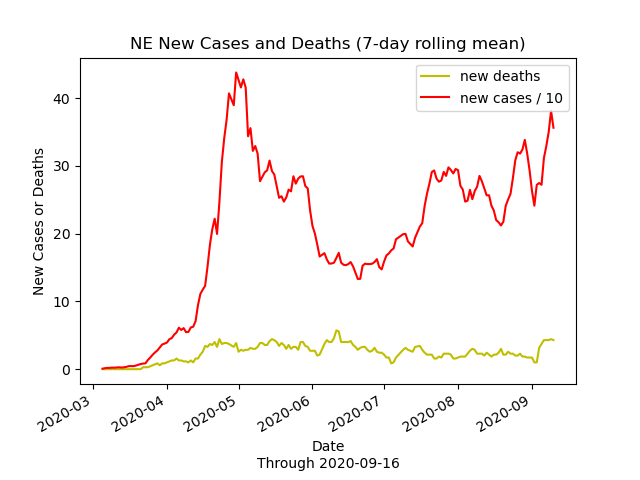 NE New Cases and Deaths (7-day rolling mean)
new deaths
new cases / 10
New Cases or Deaths
40
30
20
10
0
2020-03
2020-04
2020-05
2020-06
2020-07
2020-08
2020-09
Date
Through 2020-09-16